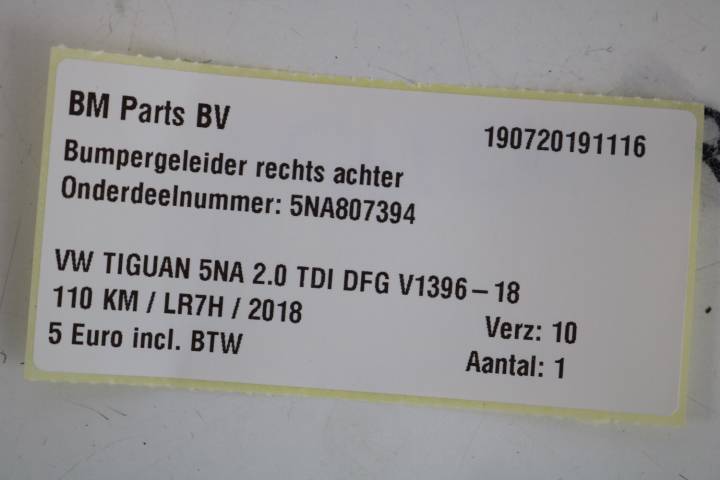 BM Parts BV
190720191116
Bumpergeleider rechts achter
Onderdeelnummer: 5NA807394
VW TIGUAN 5NA 2.0 TDI DFG V1396-18
110 KM / LR7H / 2018
Verz: 10
5 Euro incl. BTW
Aantal: 1